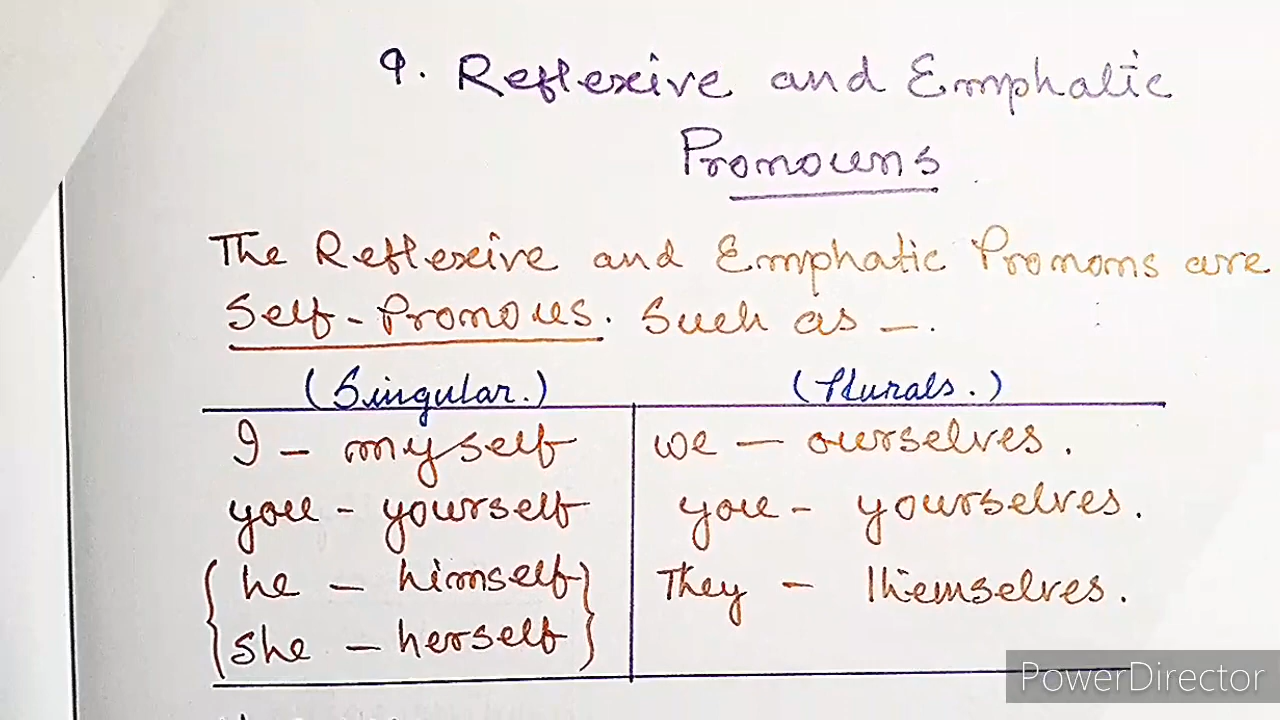 9. Reflexive and Emphatic
Pronouns
The Reflexive and Emphatic Pronoms are
Self-Pronous. Such as -.
(Singular.) (Plurals.)
I - myself we - ourselves.
you - yourself you - yourselves.
{ he - himself } They - themselves.
{ she - herself }
PowerDirector